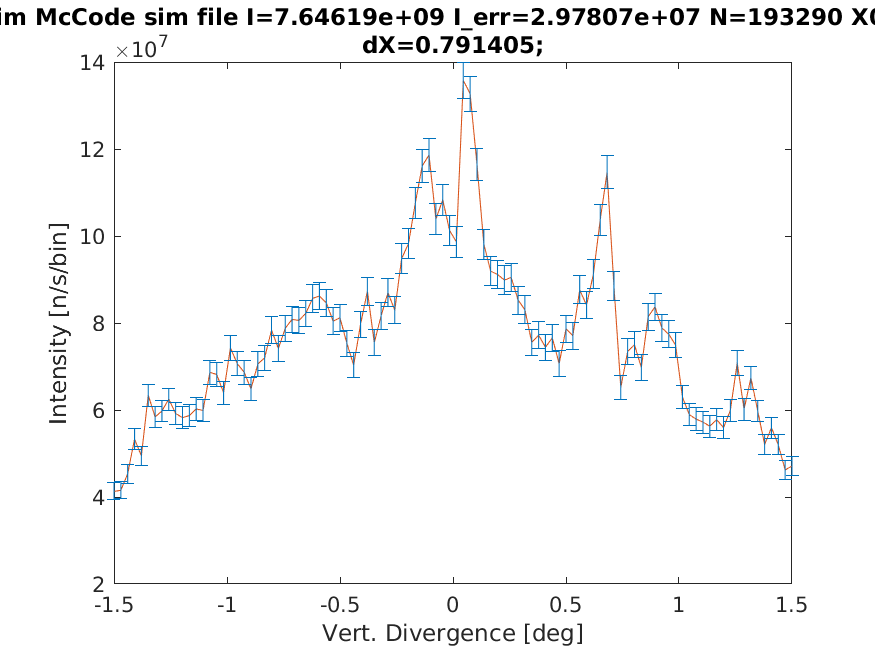 im McCode sim file I=7.64619e+09 I_err=2.97807e+07 N=193290 X0
dX=0.791405;
×10^7
14
12
10
8
6
4
2
Intensity [n/s/bin]
-1.5 -1 -0.5 0 0.5 1 1.5
Vert. Divergence [deg]